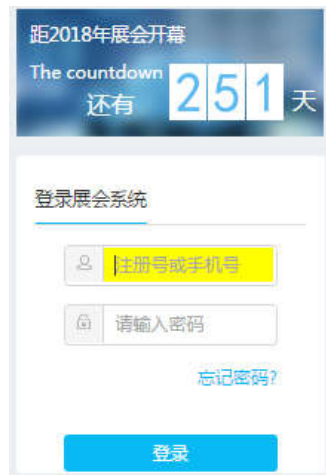 距2018年展会开幕
The countdown
还有 251 天
登录展会系统
注册号或手机号
请输入密码
忘记密码?
登录